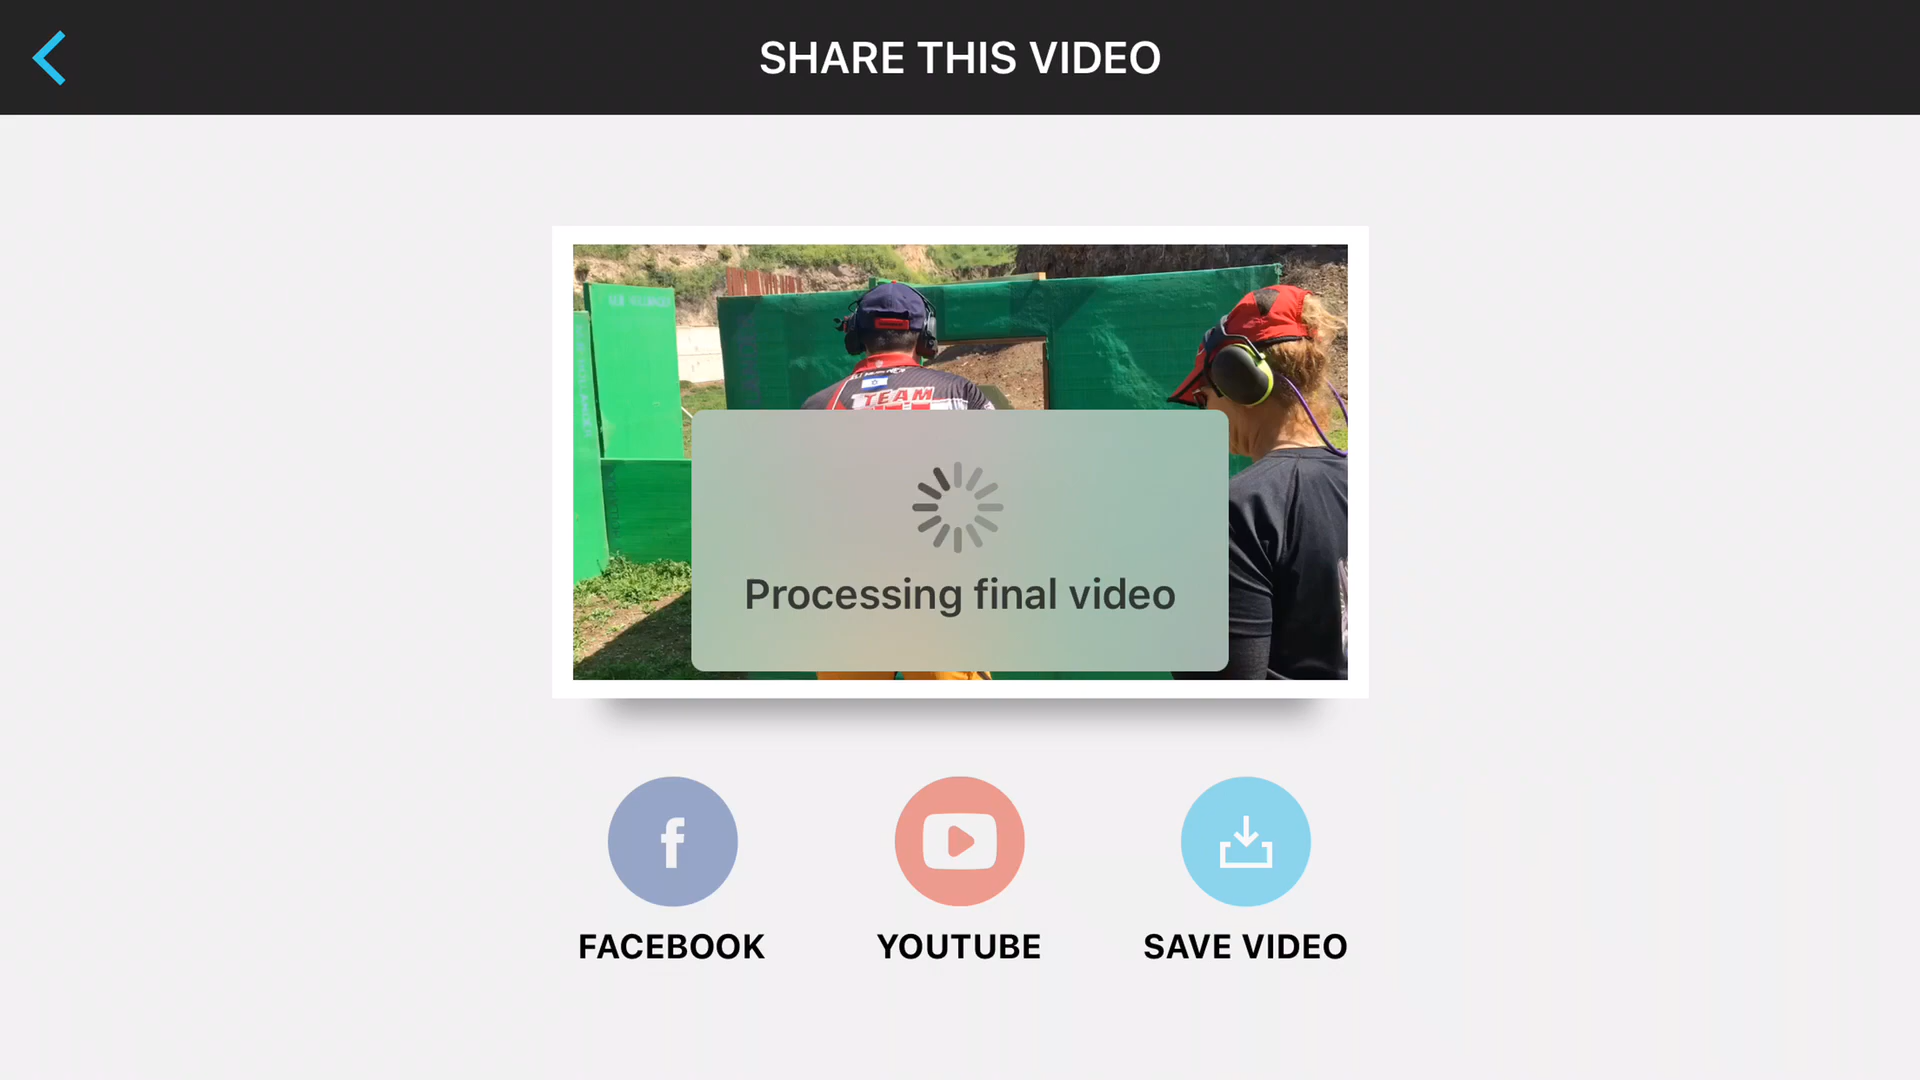 SHARE THIS VIDEO
TEAM
Processing final video
FACEBOOK
YOUTUBE
SAVE VIDEO